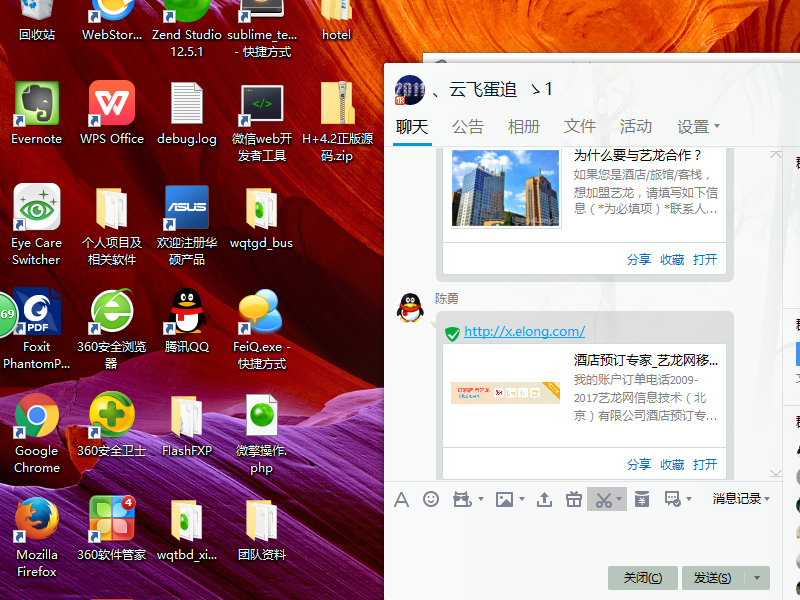 回收站
WebStor...
Zend Studio
12.5.1
sublime_te...
- 快捷方式
hotel
Evernote
WPS Office
debug.log
微信web开
发者工具
H+4.2正版源
码.zip
Eye Care
Switcher
个人项目及
相关软件
欢迎注册华
硕产品
wqtgd_bus
69
Foxit
PhantomP...
360安全浏览
器
腾讯QQ
FeiQ.exe -
快捷方式
Google
Chrome
360安全卫士
FlashFXP
微擎操作.
php
Mozilla
Firefox
4
360软件管家
wqtbd_xi...
团队资料
、云飞蛋追 ゝ1
聊天
公告
相册
文件
活动
设置
为什么要与艺龙合作？
如果您是酒店/旅馆/客栈，
想加盟艺龙，请填写如下信
息（*为必填项）*联系人...
分享 收藏 打开
陈勇
http://x.elong.com/
酒店预订专家_艺龙网移...
我的账户订单电话2009-
2017艺龙网信息技术（北
京）有限公司酒店预订专...
分享 收藏 打开
消息记录
关闭(C)
发送(S)